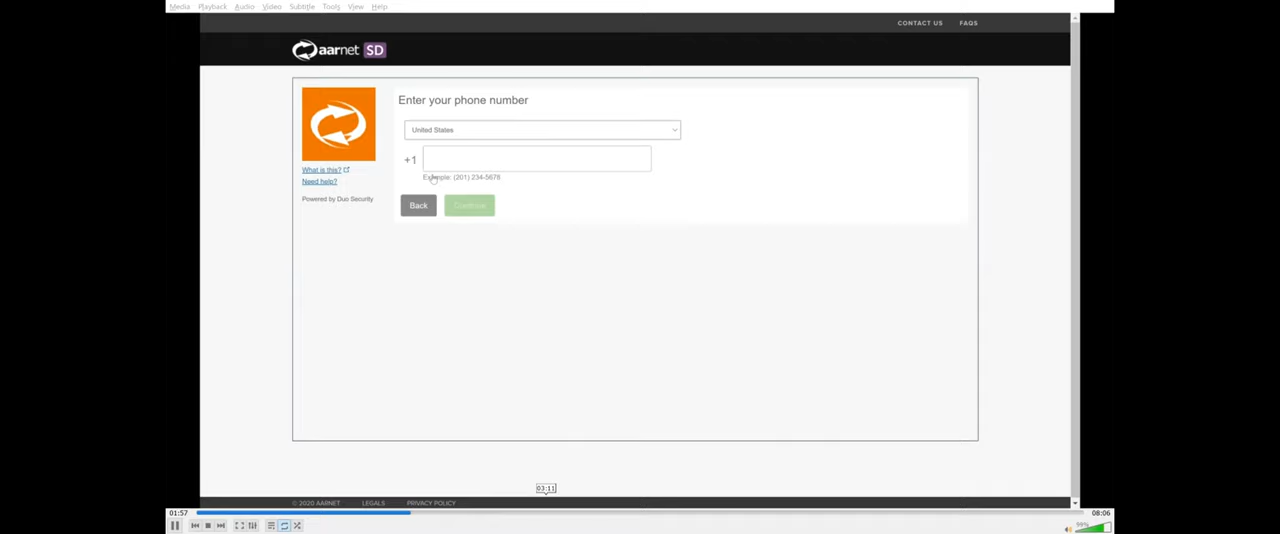 Media Playback Audio Video Subtitle Tools View Help
CONTACT US FAQS
aarnet SD
Enter your phone number
United States
+1
Example: (201) 234-5678
What is this?
Need help?
Powered by Duo Security
Back Continue
03:11
© 2020 AARNET LEGALS PRIVACY POLICY
01:57 08:06
99%